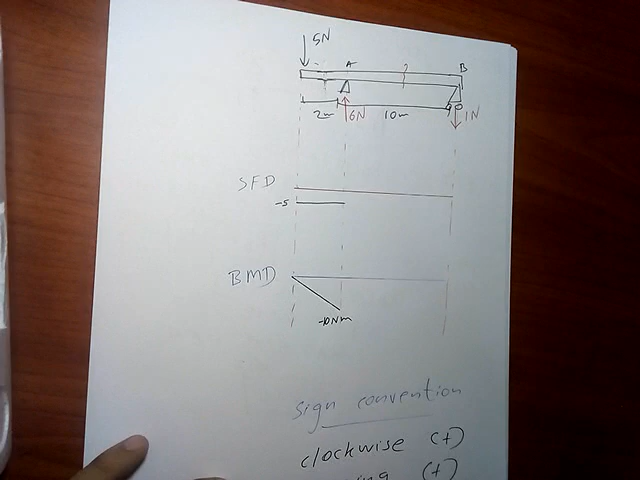 5N
A
B
2m
6N
10m
1N
SFD
-5
BMD
-10Nm
sign convention
clockwise (+)
(+)